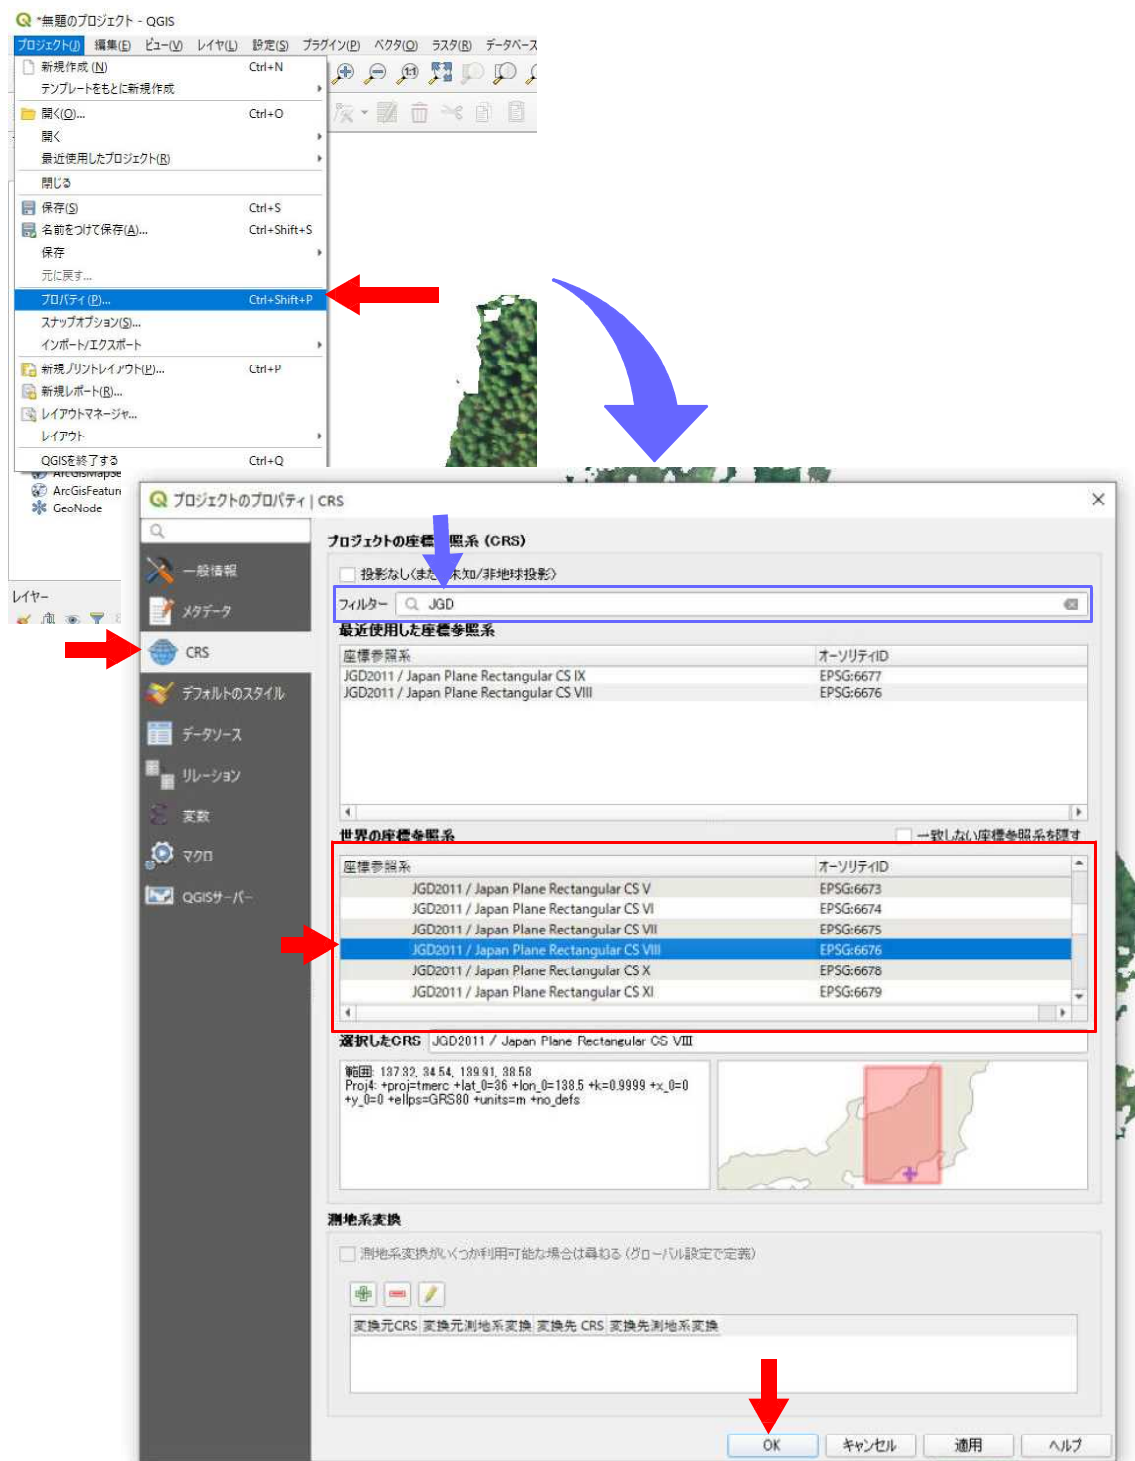 *無題のプロジェクト - QGIS
プロジェクト(J) 編集(E) ビュー(V) レイヤ(L) 設定(S) プラグイン(P) ベクタ(O) ラスタ(R) データベース
新規作成(N) Ctrl+N
テンプレートをもとに新規作成
開く(O)... Ctrl+O
開く
最近使用したプロジェクト(R)
閉じる
保存(S) Ctrl+S
名前をつけて保存(A)... Ctrl+Shift+S
保存
元に戻す...
プロパティ(P)... Ctrl+Shift+P
スナップオプション(S)...
インポート/エクスポート
新規プリントレイアウト(P)... Ctrl+P
新規レポート(R)...
レイアウトマネージャ...
レイアウト
QGISを終了する Ctrl+Q
ArcGisMapSe
ArcGisFeature
GeoNode
レイヤー
プロジェクトのプロパティ | CRS
一般情報
メタデータ
CRS
デフォルトのスタイル
データソース
リレーション
変数
マクロ
QGISサーバー
プロジェクトの座標 照系 (CRS)
投影なし(また 未知/非地球投影)
フィルター JGD
最近使用した座標参照系
座標参照系 オーソリティID
JGD2011 / Japan Plane Rectangular CS IX EPSG:6677
JGD2011 / Japan Plane Rectangular CS VIII EPSG:6676
世界の座標参照系 一致しない座標参照系を隠す
座標参照系 オーソリティID
JGD2011 / Japan Plane Rectangular CS V EPSG:6673
JGD2011 / Japan Plane Rectangular CS VI EPSG:6674
JGD2011 / Japan Plane Rectangular CS VII EPSG:6675
JGD2011 / Japan Plane Rectangular CS VIII EPSG:6676
JGD2011 / Japan Plane Rectangular CS X EPSG:6678
JGD2011 / Japan Plane Rectangular CS XI EPSG:6679
選択したCRS JGD2011 / Japan Plane Rectangular CS VIII
範囲: 137.32, 34.54, 139.91, 38.58
Proj4: +proj=tmerc +lat_0=36 +lon_0=138.5 +k=0.9999 +x_0=0
+y_0=0 +ellps=GRS80 +units=m +no_defs
測地系変換
測地系変換がいくつか利用可能な場合は尋ねる (グローバル設定で定義)
変換元CRS 変換元測地系変換 変換先 CRS 変換先測地系変換
OK キャンセル 適用 ヘルプ